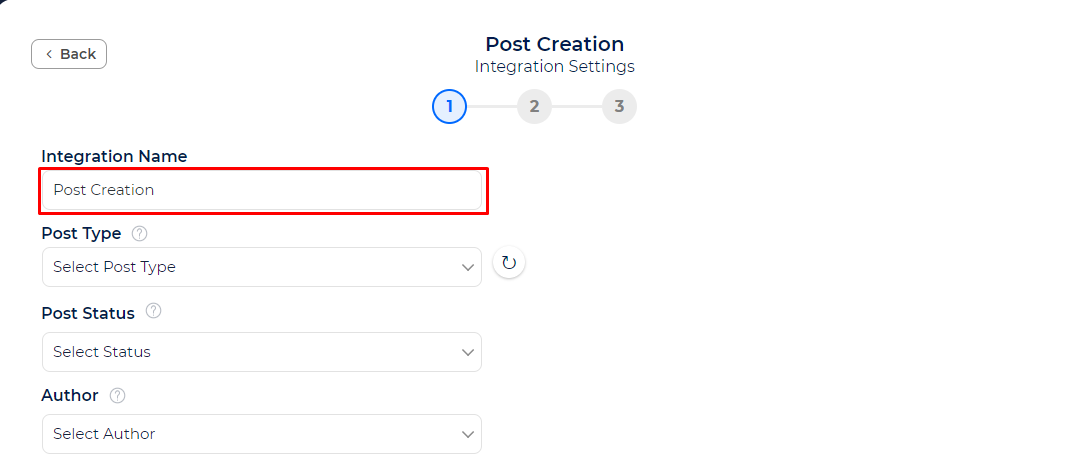 Back
Post Creation
Integration Settings
1 2 3
Integration Name
Post Creation
Post Type ?
Select Post Type
Post Status ?
Select Status
Author ?
Select Author